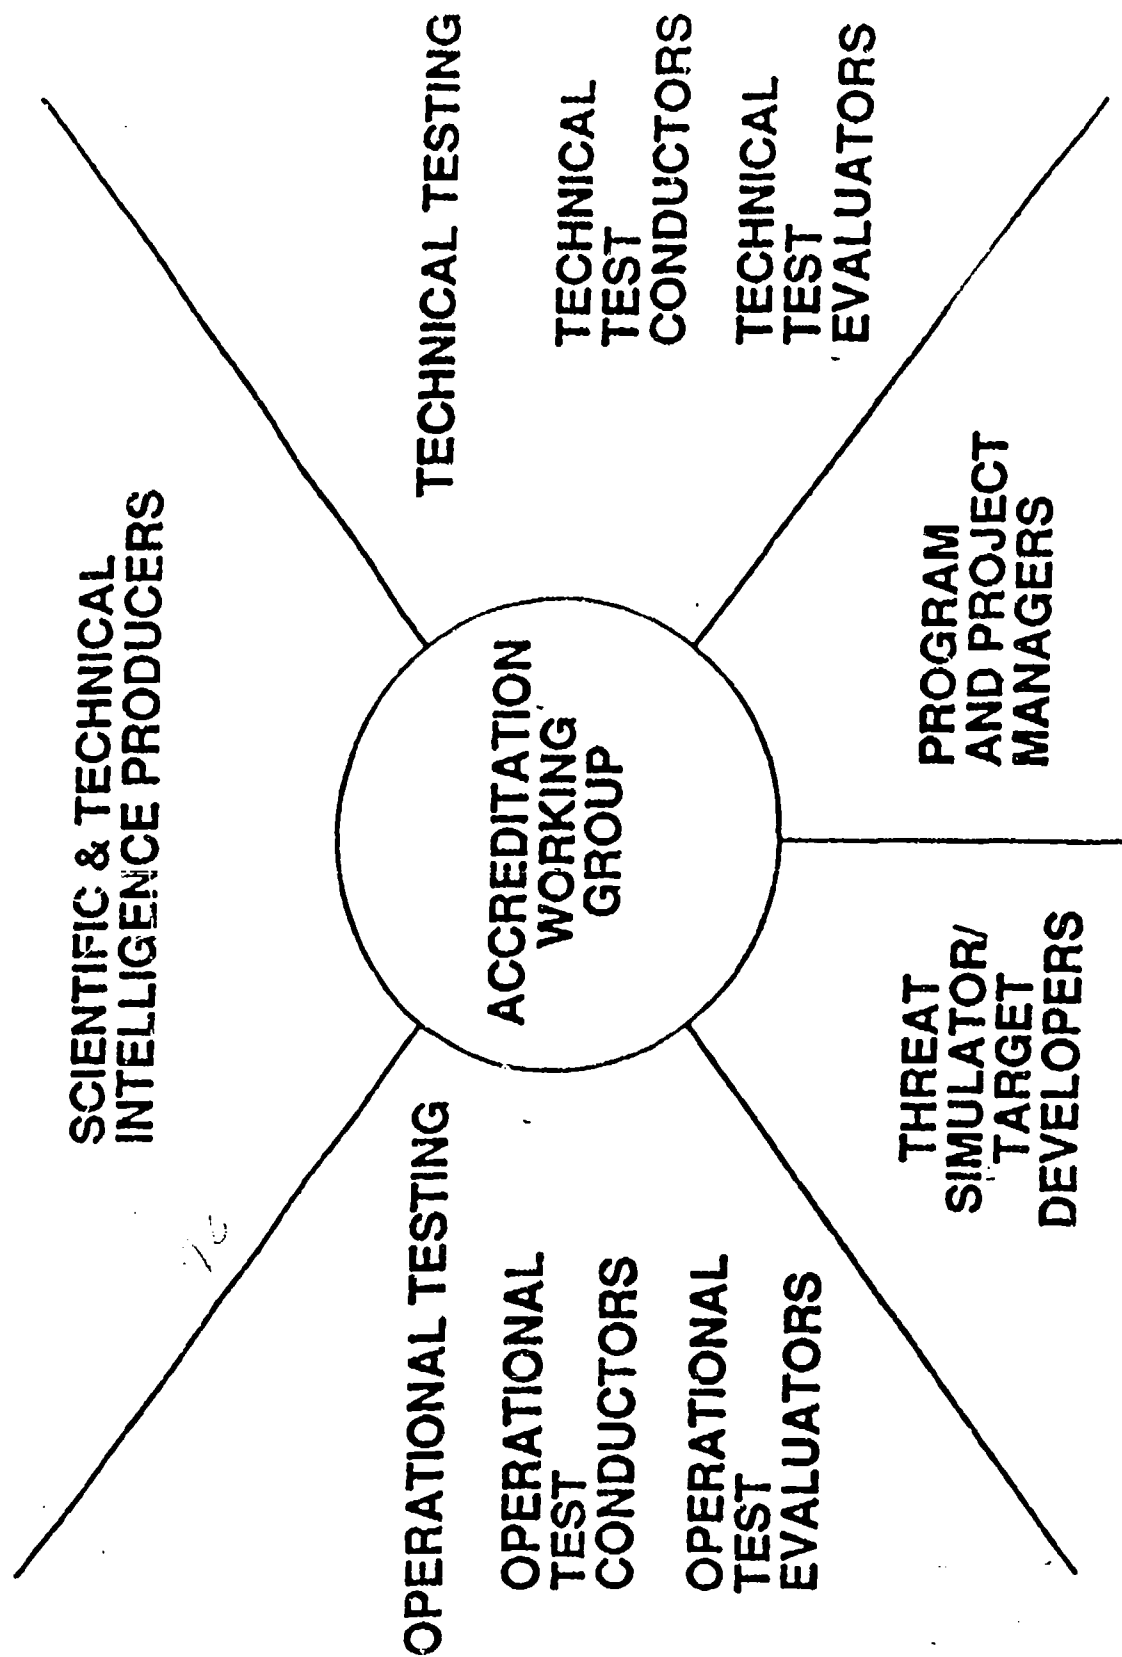 SCIENTIFIC & TECHNICAL
INTELLIGENCE PRODUCERS
OPERATIONAL TESTING
OPERATIONAL
TEST
CONDUCTORS
OPERATIONAL
TEST
EVALUATORS
ACCREDITATION
WORKING
GROUP
TECHNICAL TESTING
TECHNICAL
TEST
CONDUCTORS
TECHNICAL
TEST
EVALUATORS
THREAT
SIMULATOR/
TARGET
DEVELOPERS
PROGRAM
AND PROJECT
MANAGERS